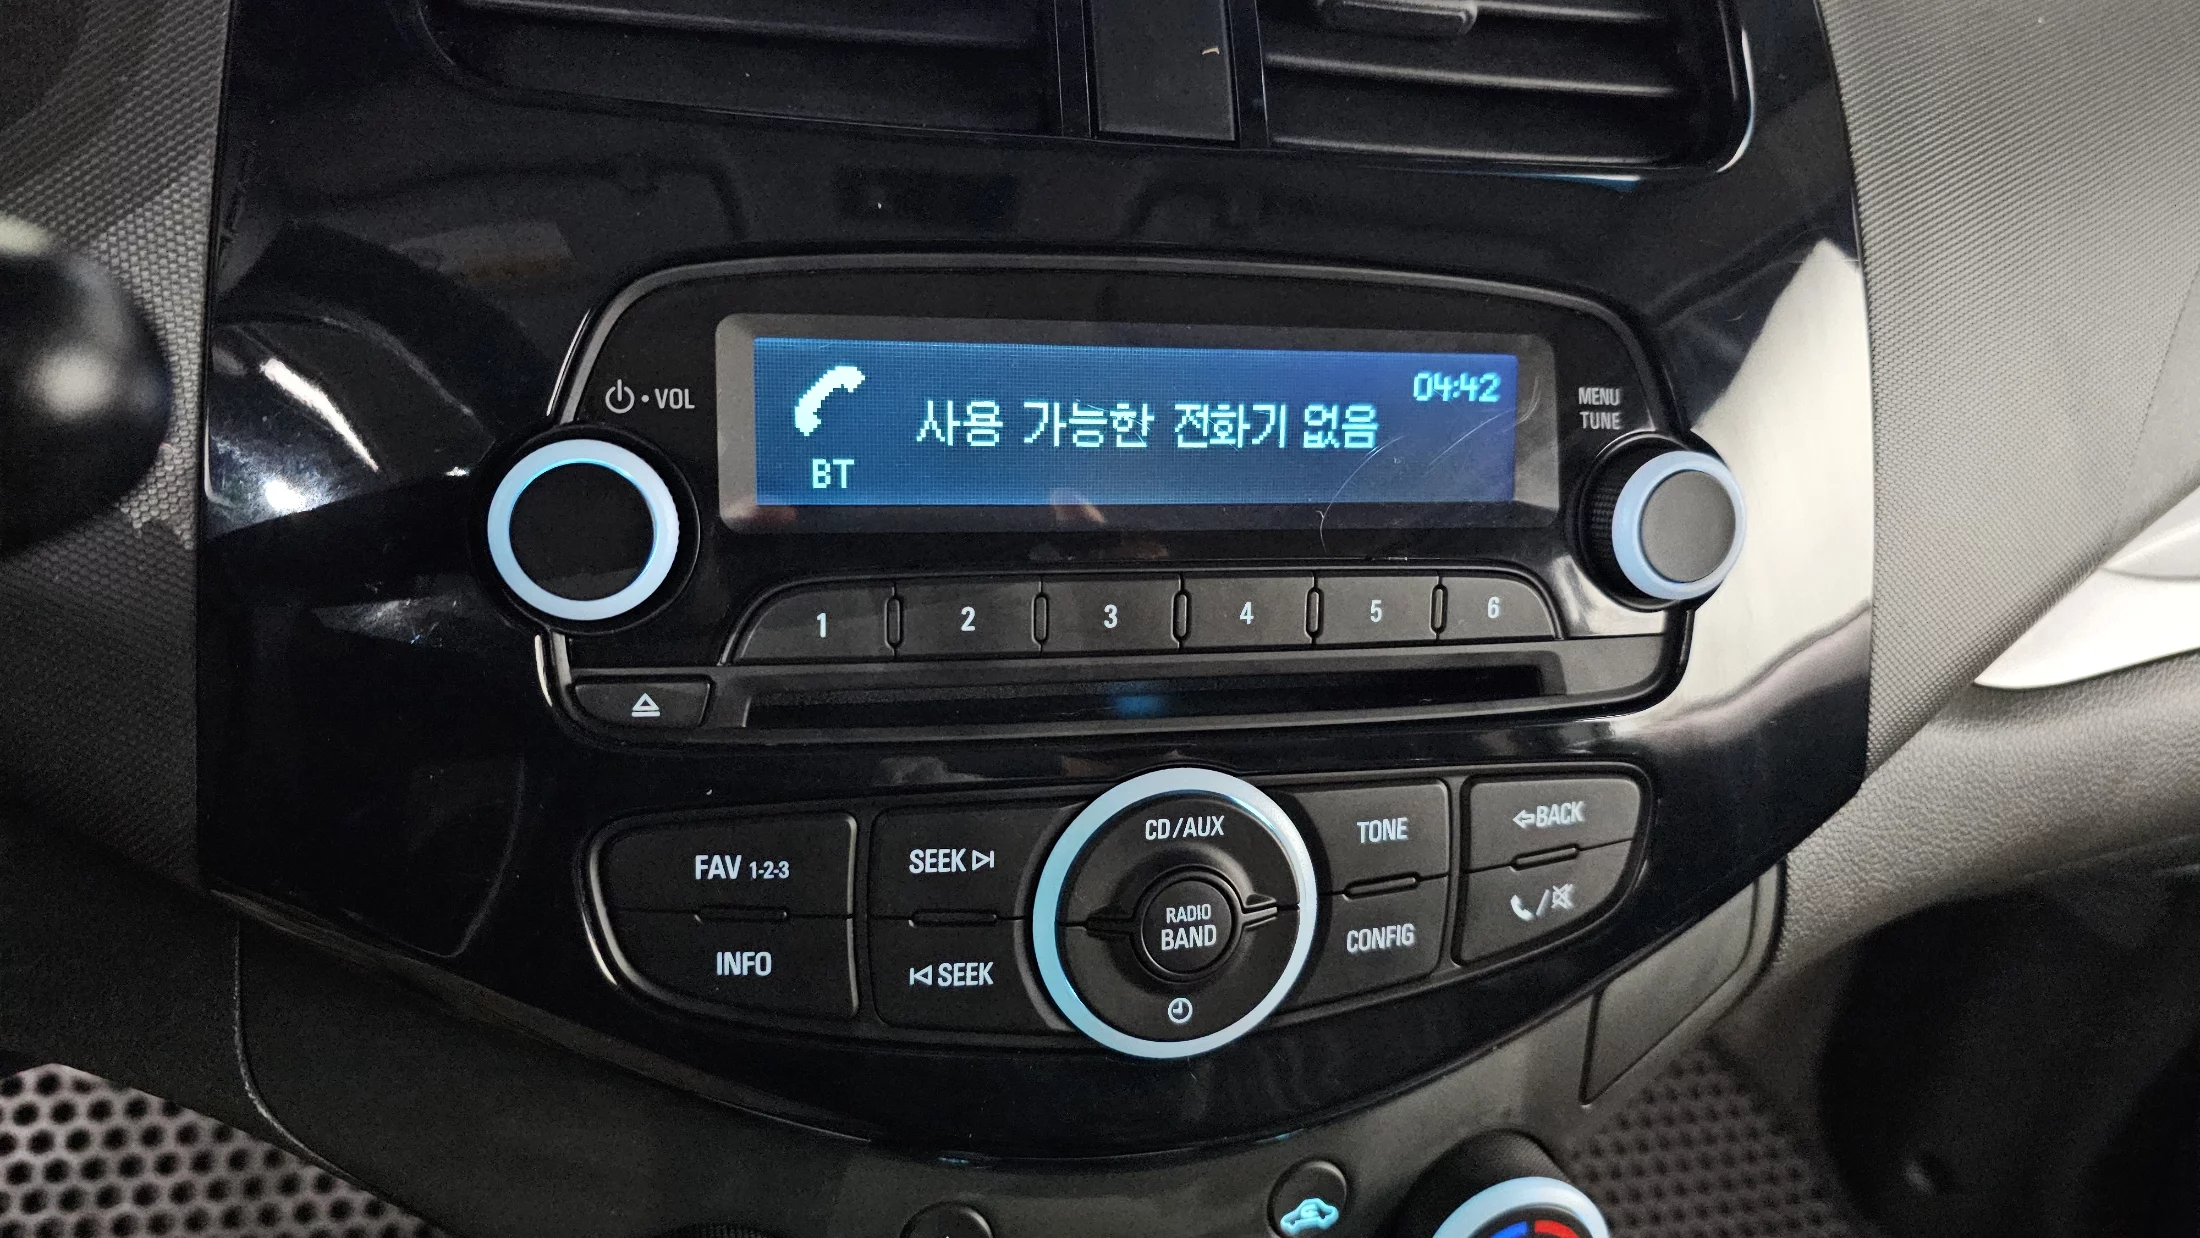 VOL
MENU
TUNE
04:42
사용 가능한 전화기 없음
BT
1 2 3 4 5 6
FAV 1-2-3
SEEK
CD/AUX
TONE
BACK
INFO
SEEK
RADIO
BAND
CONFIG